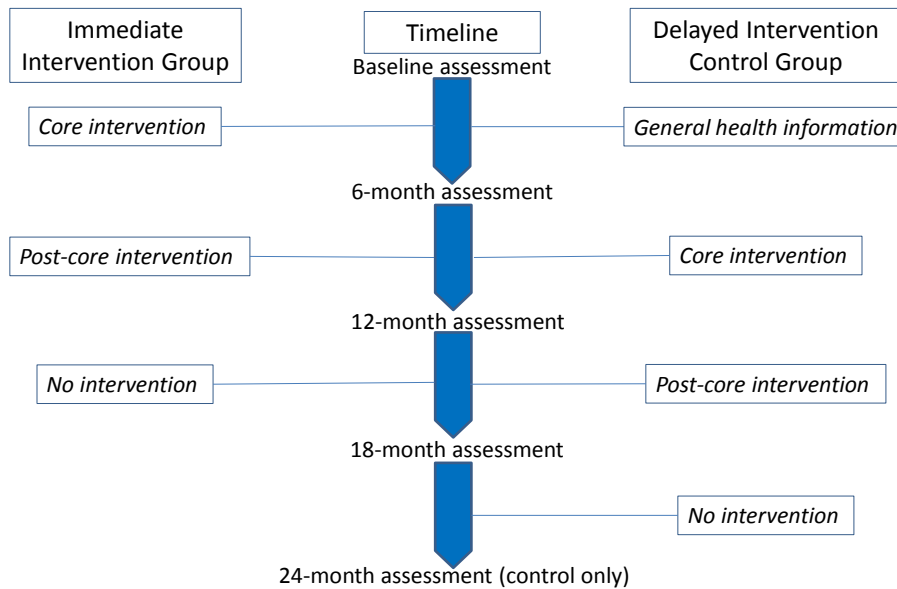 Immediate
Intervention Group
Timeline
Delayed Intervention
Control Group
Baseline assessment
Core intervention
General health information
6-month assessment
Post-core intervention
Core intervention
12-month assessment
No intervention
Post-core intervention
18-month assessment
No intervention
24-month assessment (control only)